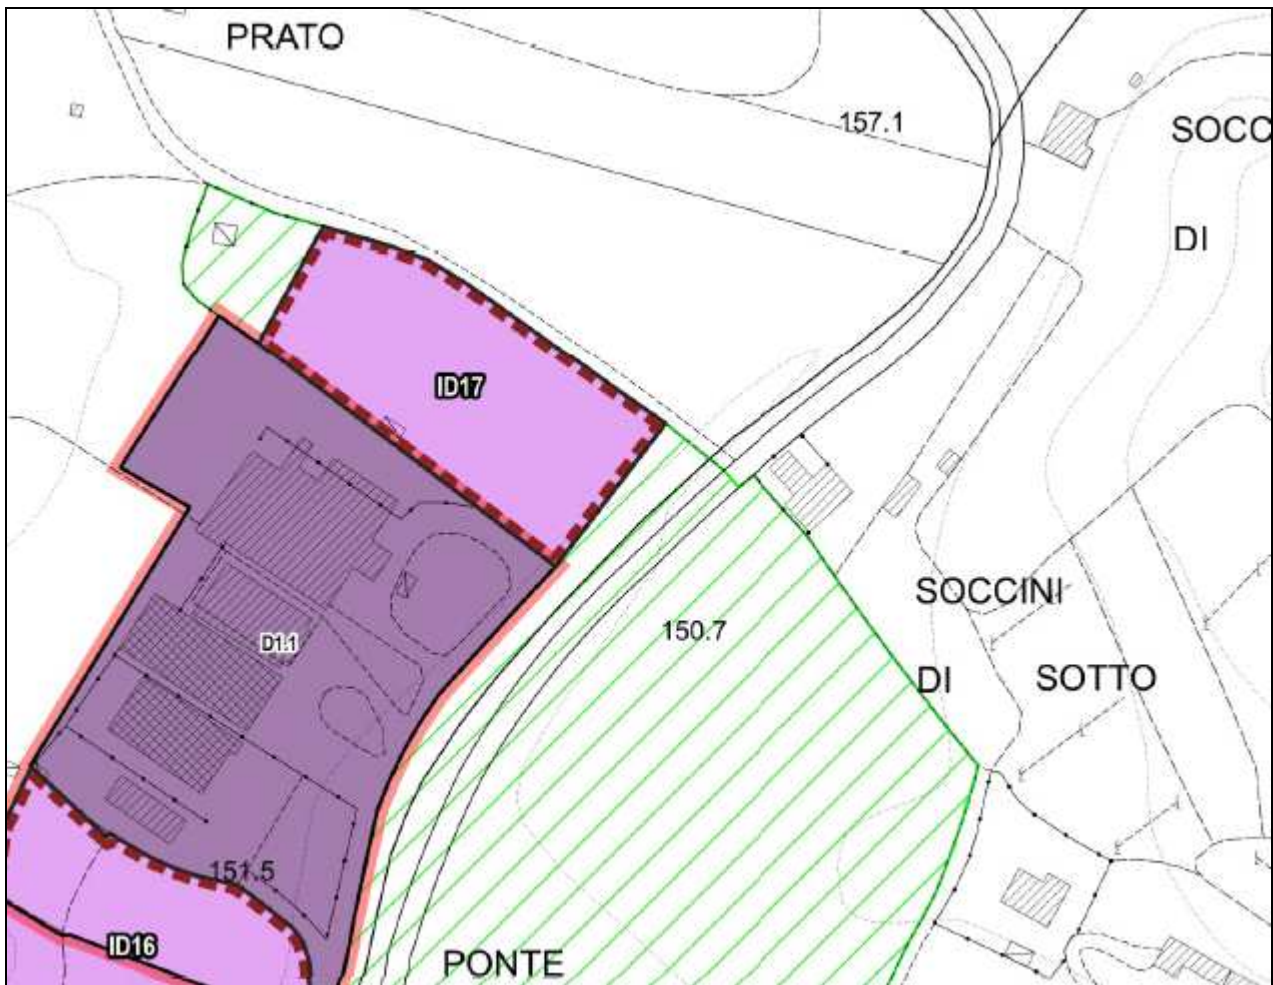 PRATO
157.1
SOCC
DI
ID17
SOCCINI
150.7
D1.1
DI
SOTTO
151.5
ID16
PONTE